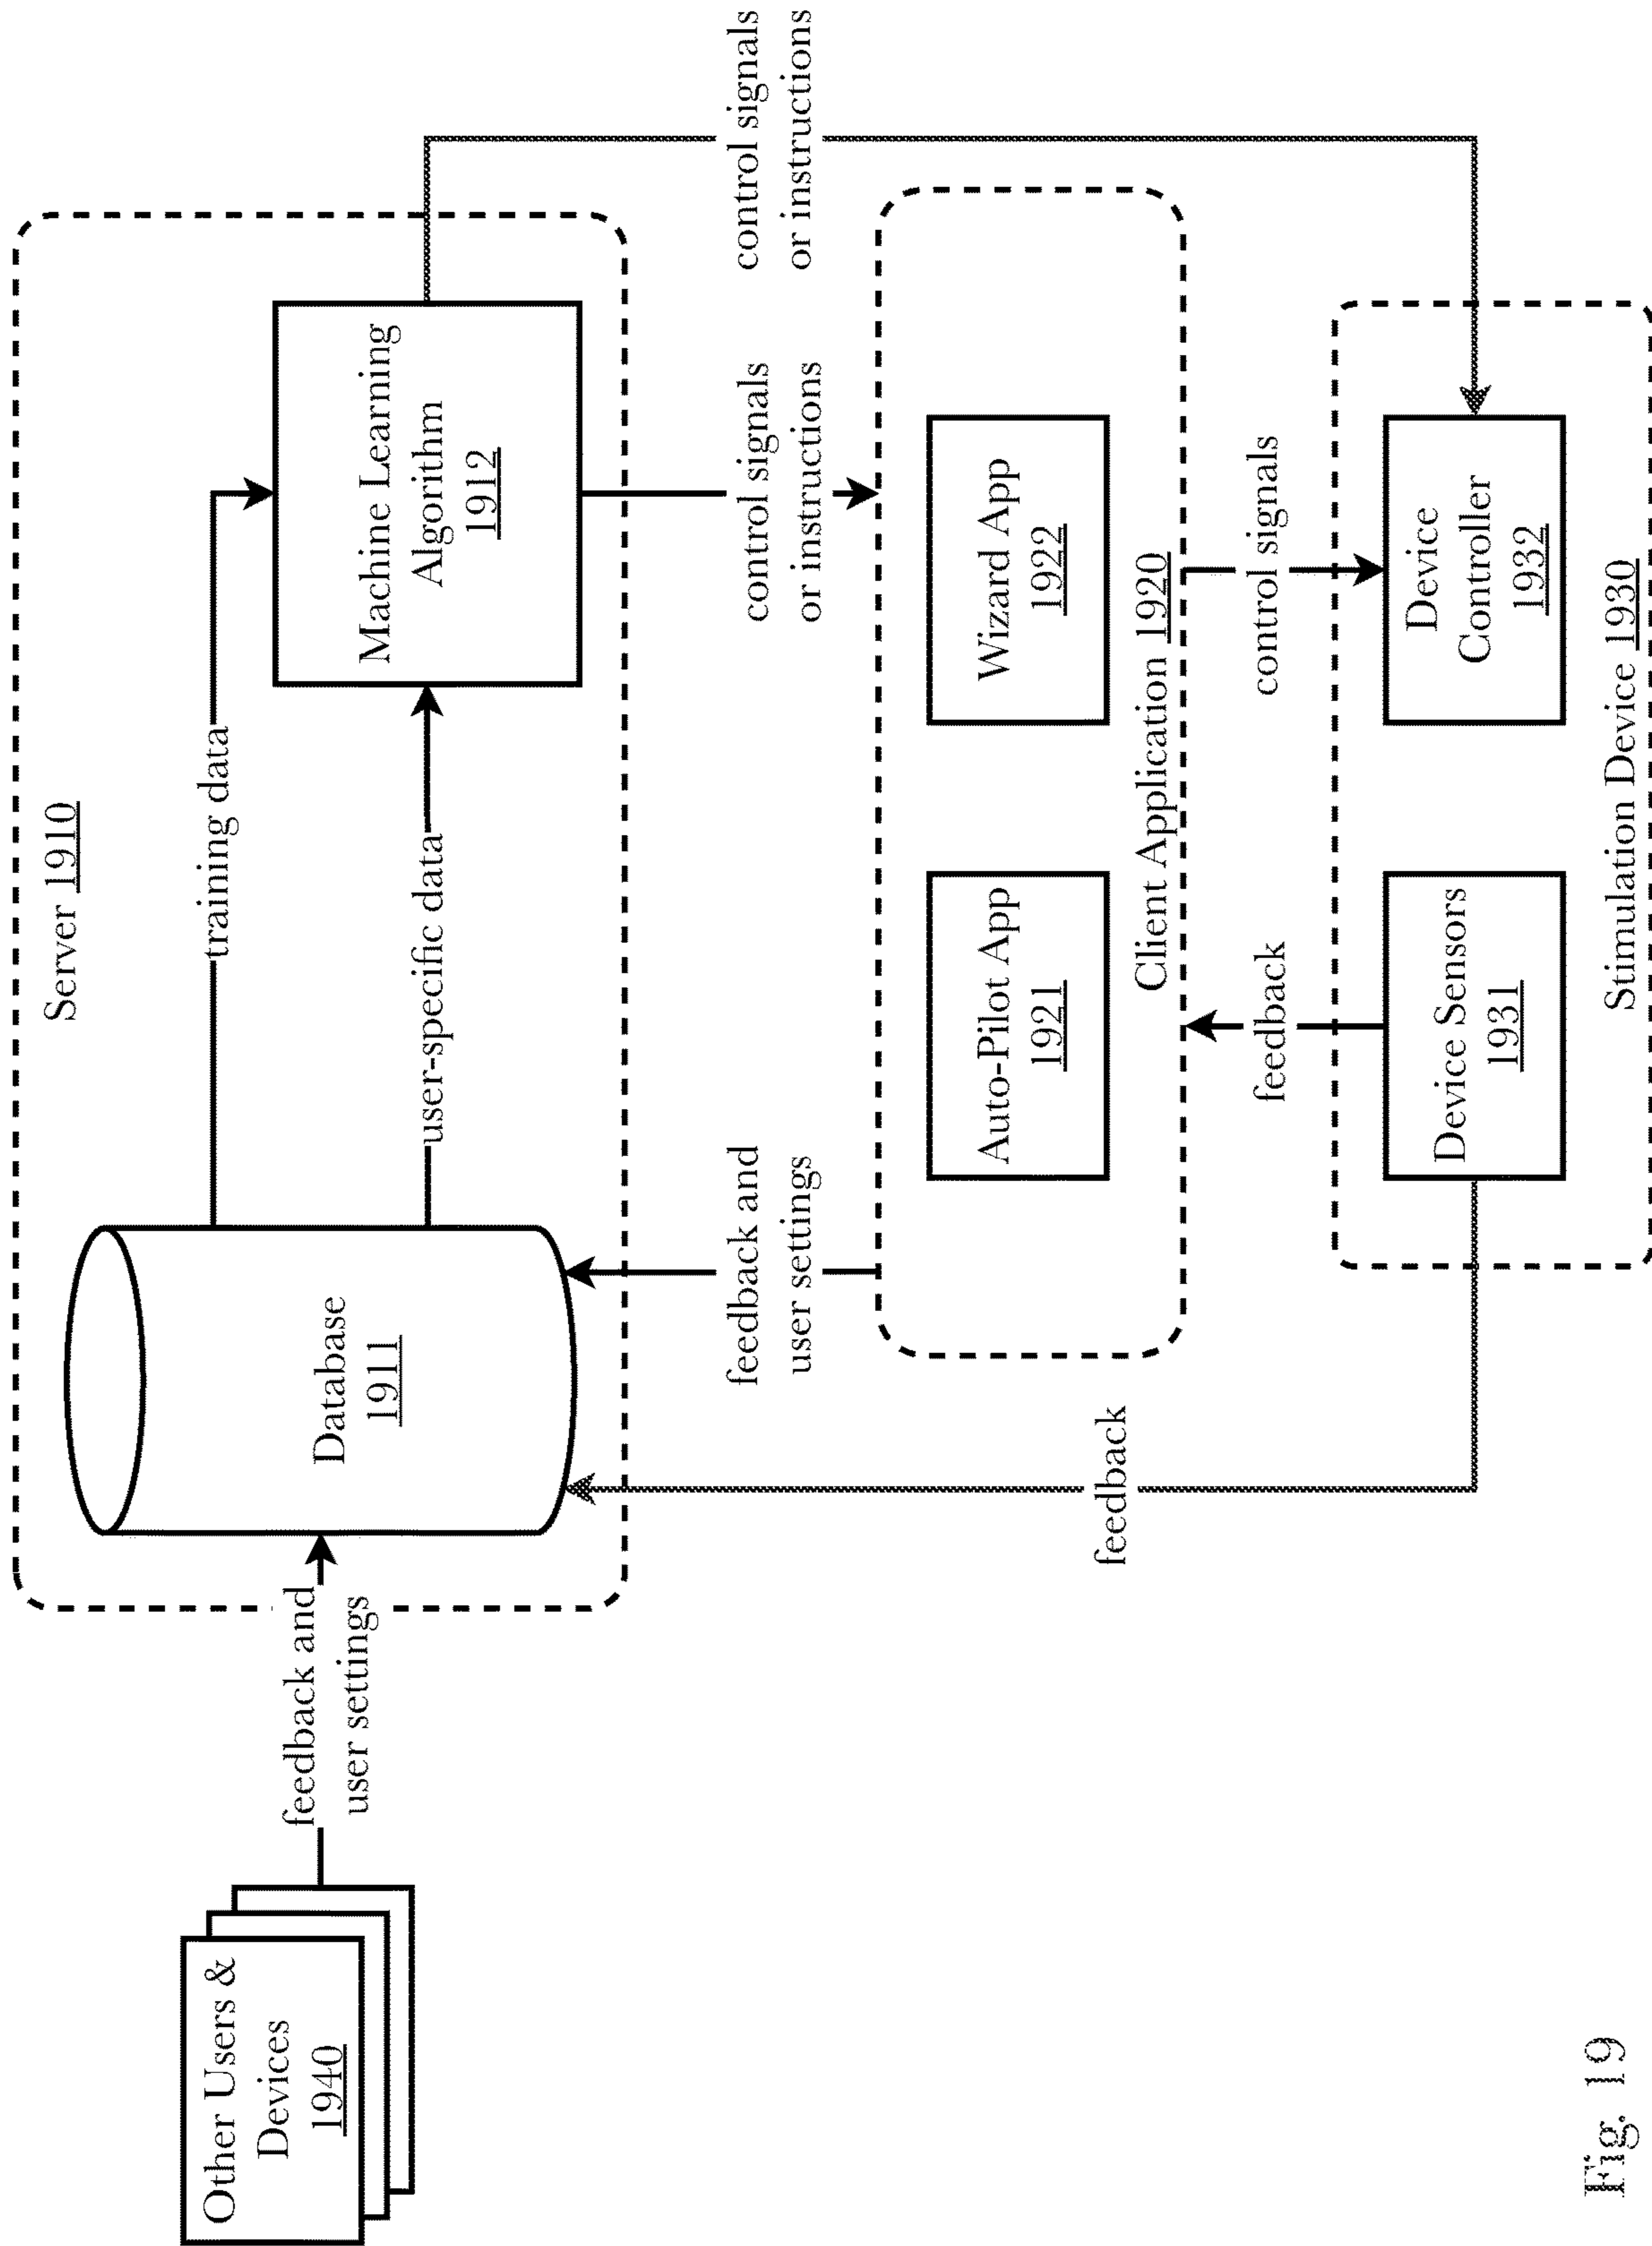 Server 1910
training data
Other Users &
Devices
1940
feedback and
user settings
Database
1911
user-specific data
Machine Learning
Algorithm
1912
feedback and
user settings
control signals
or instructions
control signals
or instructions
Auto-Pilot App
1921
Wizard App
1922
Client Application 1920
feedback
feedback
control signals
Device Sensors
1931
Device
Controller
1932
Stimulation Device 1930
Fig. 19